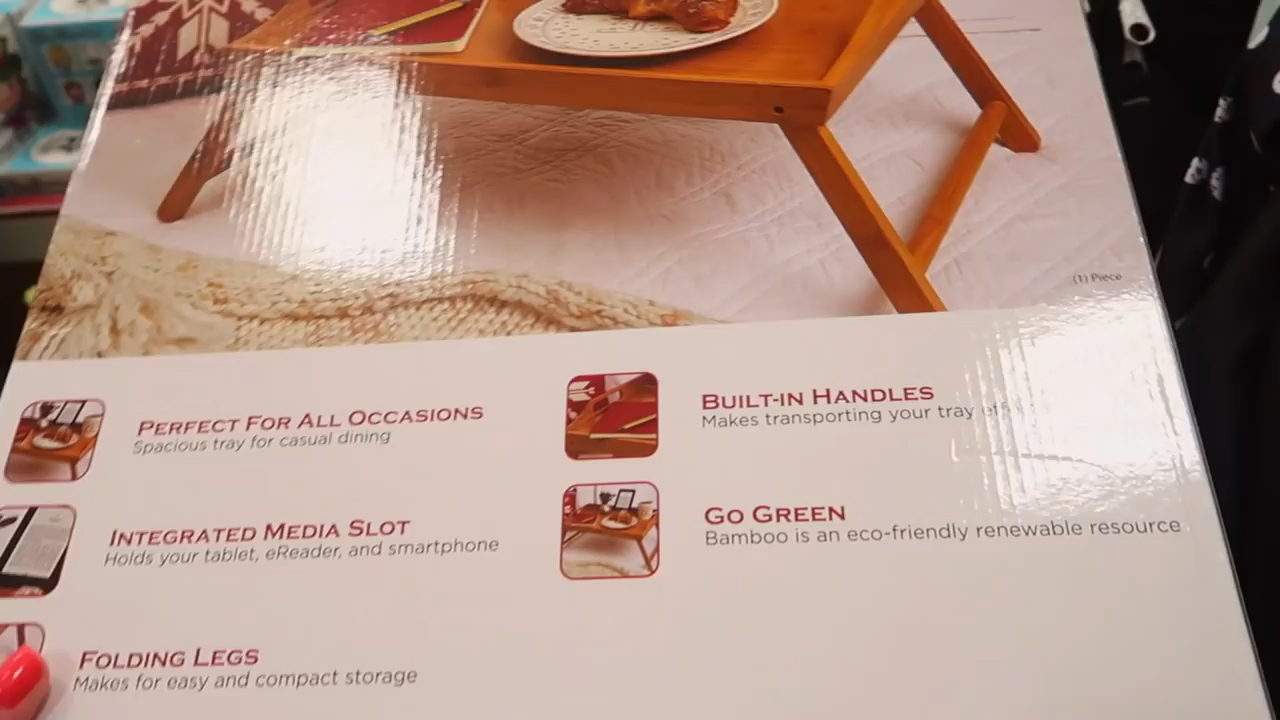 (1) Piece
PERFECT FOR ALL OCCASIONS
Spacious tray for casual dining
INTEGRATED MEDIA SLOT
Holds your tablet, eReader, and smartphone
FOLDING LEGS
Makes for easy and compact storage
BUILT-IN HANDLES
Makes transporting your tray
GO GREEN
Bamboo is an eco-friendly renewable resource